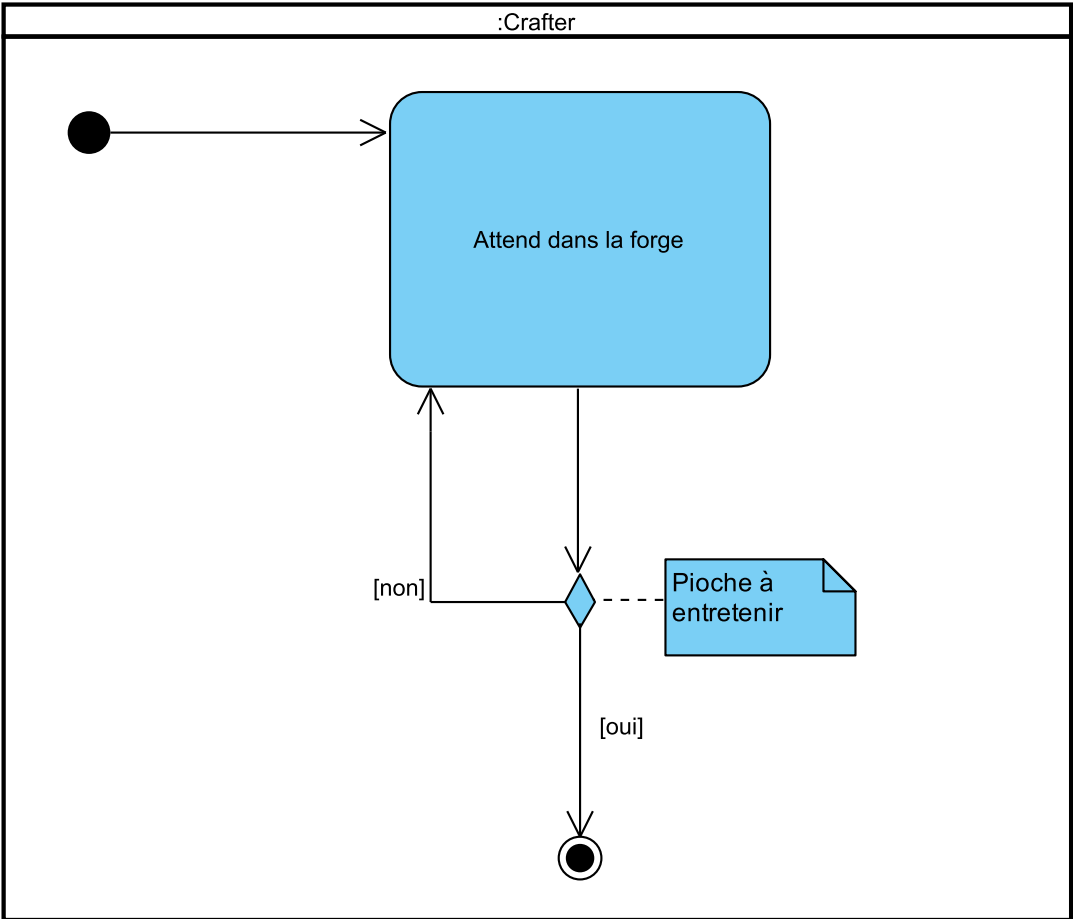 :Crafter
Attend dans la forge
[non]
Pioche à
entretenir
[oui]